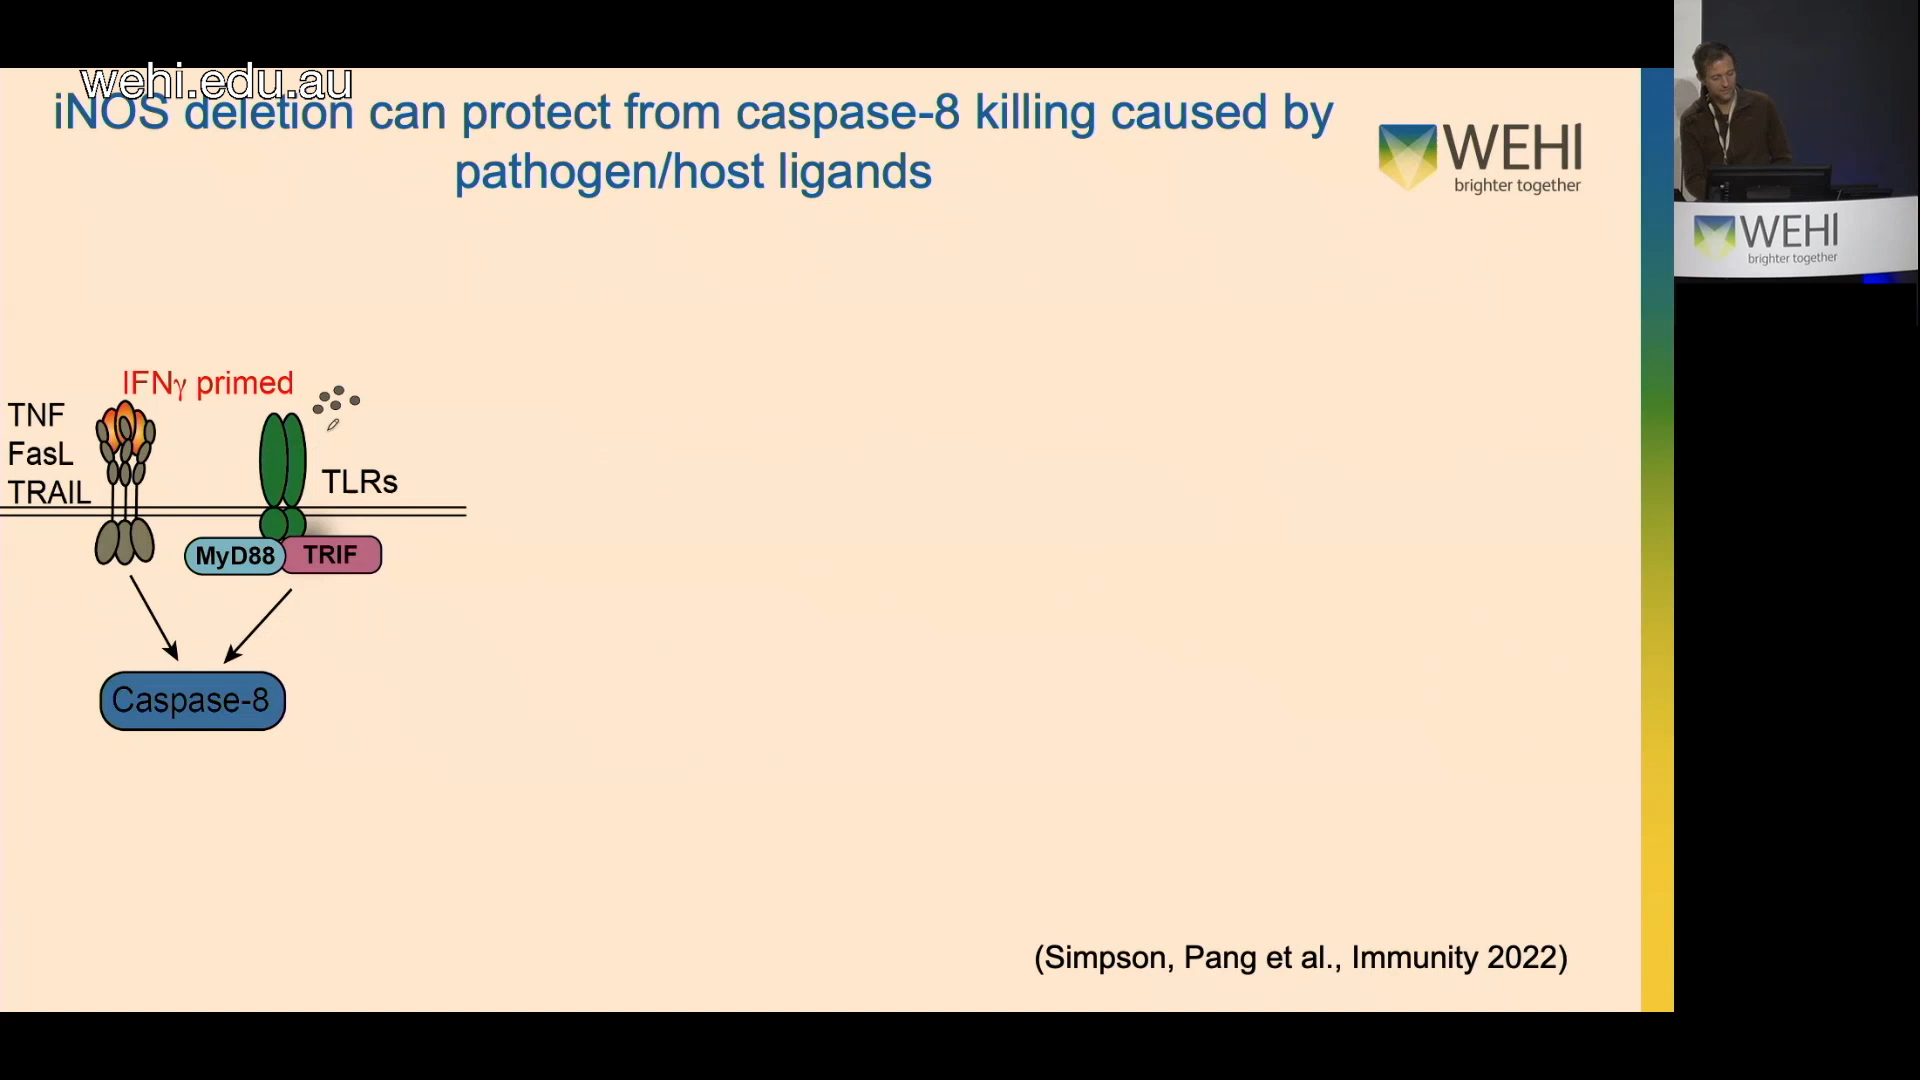 wehi.edu.au
iNOS deletion can protect from caspase-8 killing caused by
pathogen/host ligands
WEHI
brighter together
WEHI
brighter together
IFNγ primed
TNF
FasL
TRAIL
TLRs
MyD88
TRIF
Caspase-8
(Simpson, Pang et al., Immunity 2022)